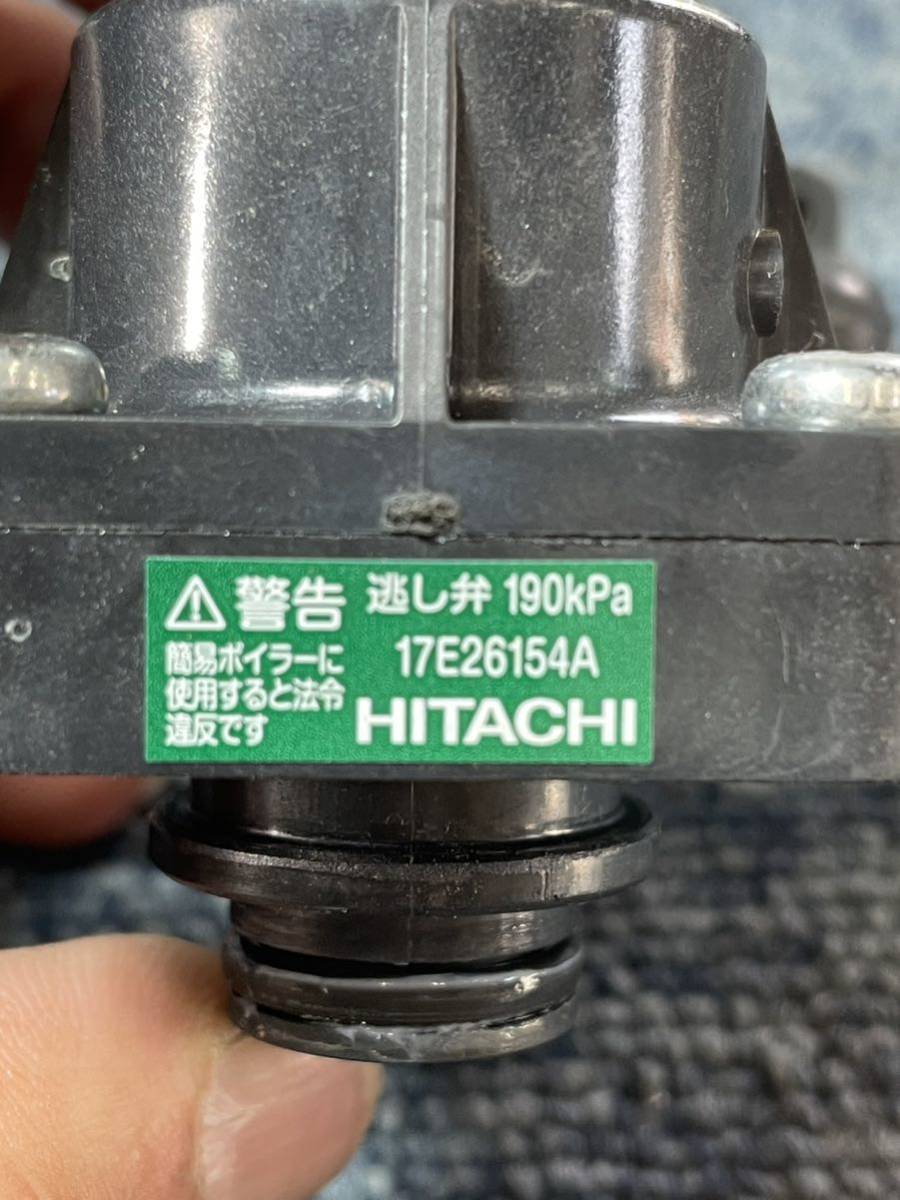 警告
簡易ボイラーに
使用すると法令
違反です
逃し弁 190kPa
17E26154A
HITACHI